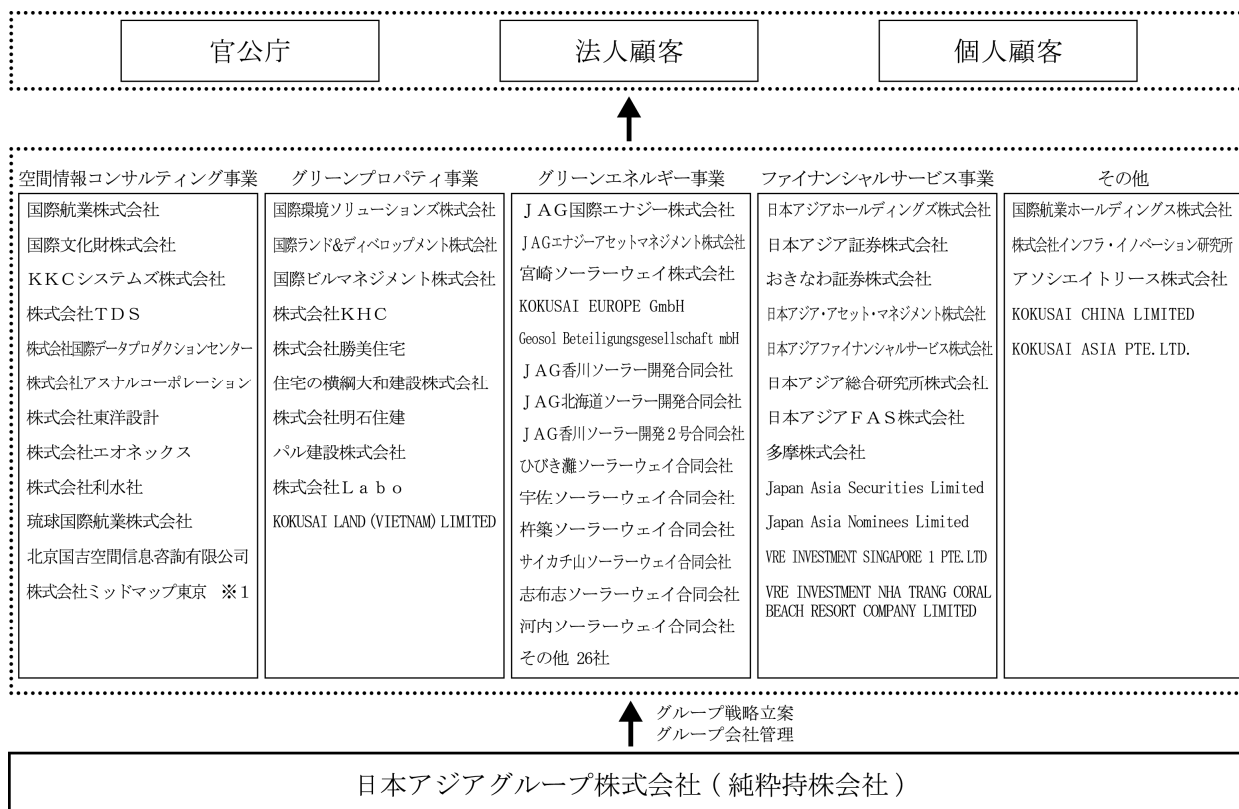 官公庁
法人顧客
個人顧客
空間情報コンサルティング事業
国際航業株式会社
国際文化財株式会社
KKCシステムズ株式会社
株式会社TDS
株式会社国際データプロダクションセンター
株式会社アスナルコーポレーション
株式会社東洋設計
株式会社エオネックス
株式会社利水社
琉球国際航業株式会社
北京国吉空間信息咨詢有限公司
株式会社ミッドマップ東京 ※1
グリーンプロパティ事業
国際環境ソリューションズ株式会社
国際ランド&ディベロップメント株式会社
国際ビルマネジメント株式会社
株式会社KHC
株式会社勝美住宅
住宅の横綱大和建設株式会社
株式会社明石住建
パル建設株式会社
株式会社Labo
KOKUSAI LAND (VIETNAM) LIMITED
グリーンエネルギー事業
JAG国際エナジー株式会社
JAGエナジーアセットマネジメント株式会社
宮崎ソーラーウェイ株式会社
KOKUSAI EUROPE GmbH
Geosol Beteiligungsgesellschaft mbH
JAG香川ソーラー開発合同会社
JAG北海道ソーラー開発合同会社
JAG香川ソーラー開発2号合同会社
ひびき灘ソーラーウェイ合同会社
宇佐ソーラーウェイ合同会社
杵築ソーラーウェイ合同会社
サイカチ山ソーラーウェイ合同会社
志布志ソーラーウェイ合同会社
河内ソーラーウェイ合同会社
その他 26社
ファイナンシャルサービス事業
日本アジアホールディングズ株式会社
日本アジア証券株式会社
おきなわ証券株式会社
日本アジア・アセット・マネジメント株式会社
日本アジアファイナンシャルサービス株式会社
日本アジア総合研究所株式会社
日本アジアFAS株式会社
多摩株式会社
Japan Asia Securities Limited
Japan Asia Nominees Limited
VRE INVESTMENT SINGAPORE 1 PTE.LTD
VRE INVESTMENT NHA TRANG CORAL
BEACH RESORT COMPANY LIMITED
その他
国際航業ホールディングス株式会社
株式会社インフラ・イノベーション研究所
アソシエイトリース株式会社
KOKUSAI CHINA LIMITED
KOKUSAI ASIA PTE.LTD.
グループ戦略立案
グループ会社管理
日本アジアグループ株式会社(純粋持株会社)